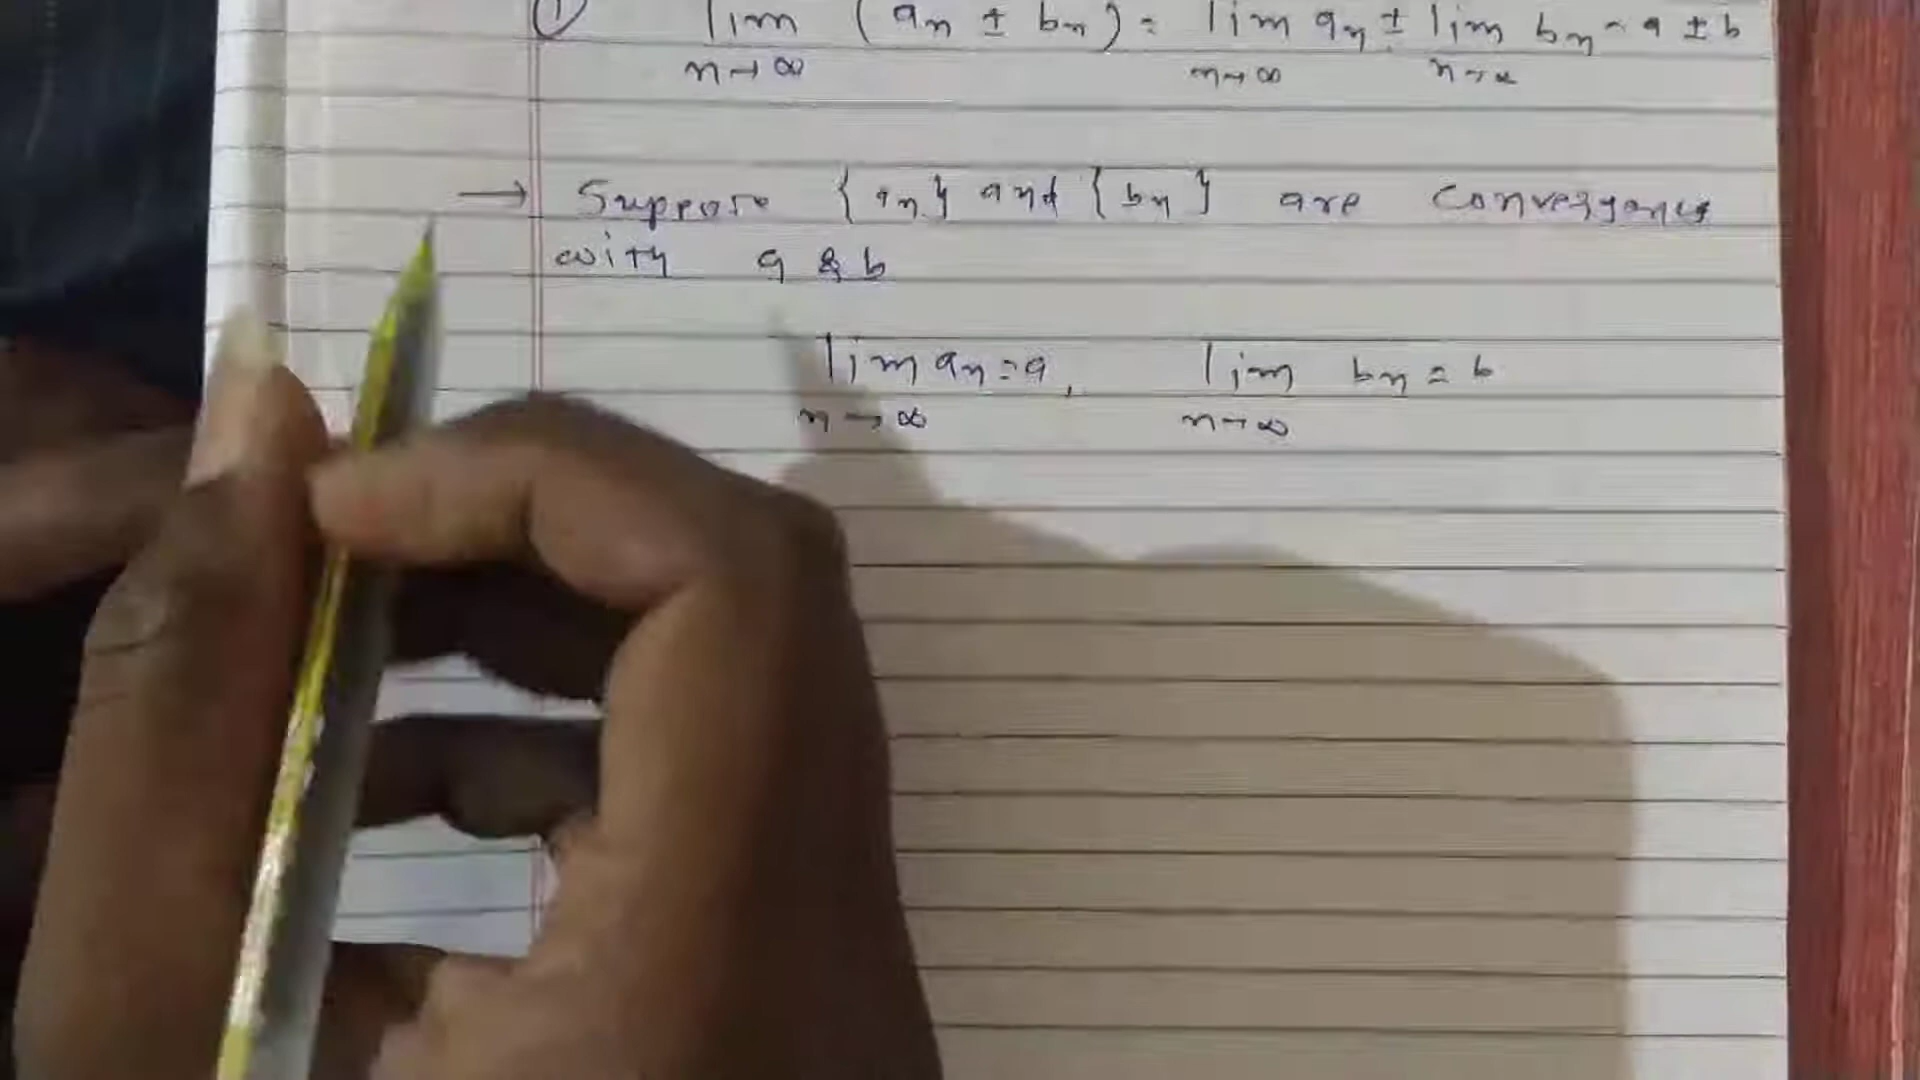 ① lim (an ± bn) = lim an ± lim bn = a ± b
n→∞ n→∞ n→∞
→ Suppose {an} and {bn} are convergence
with a & b
lim an = a, lim bn = b
n→∞ n→∞